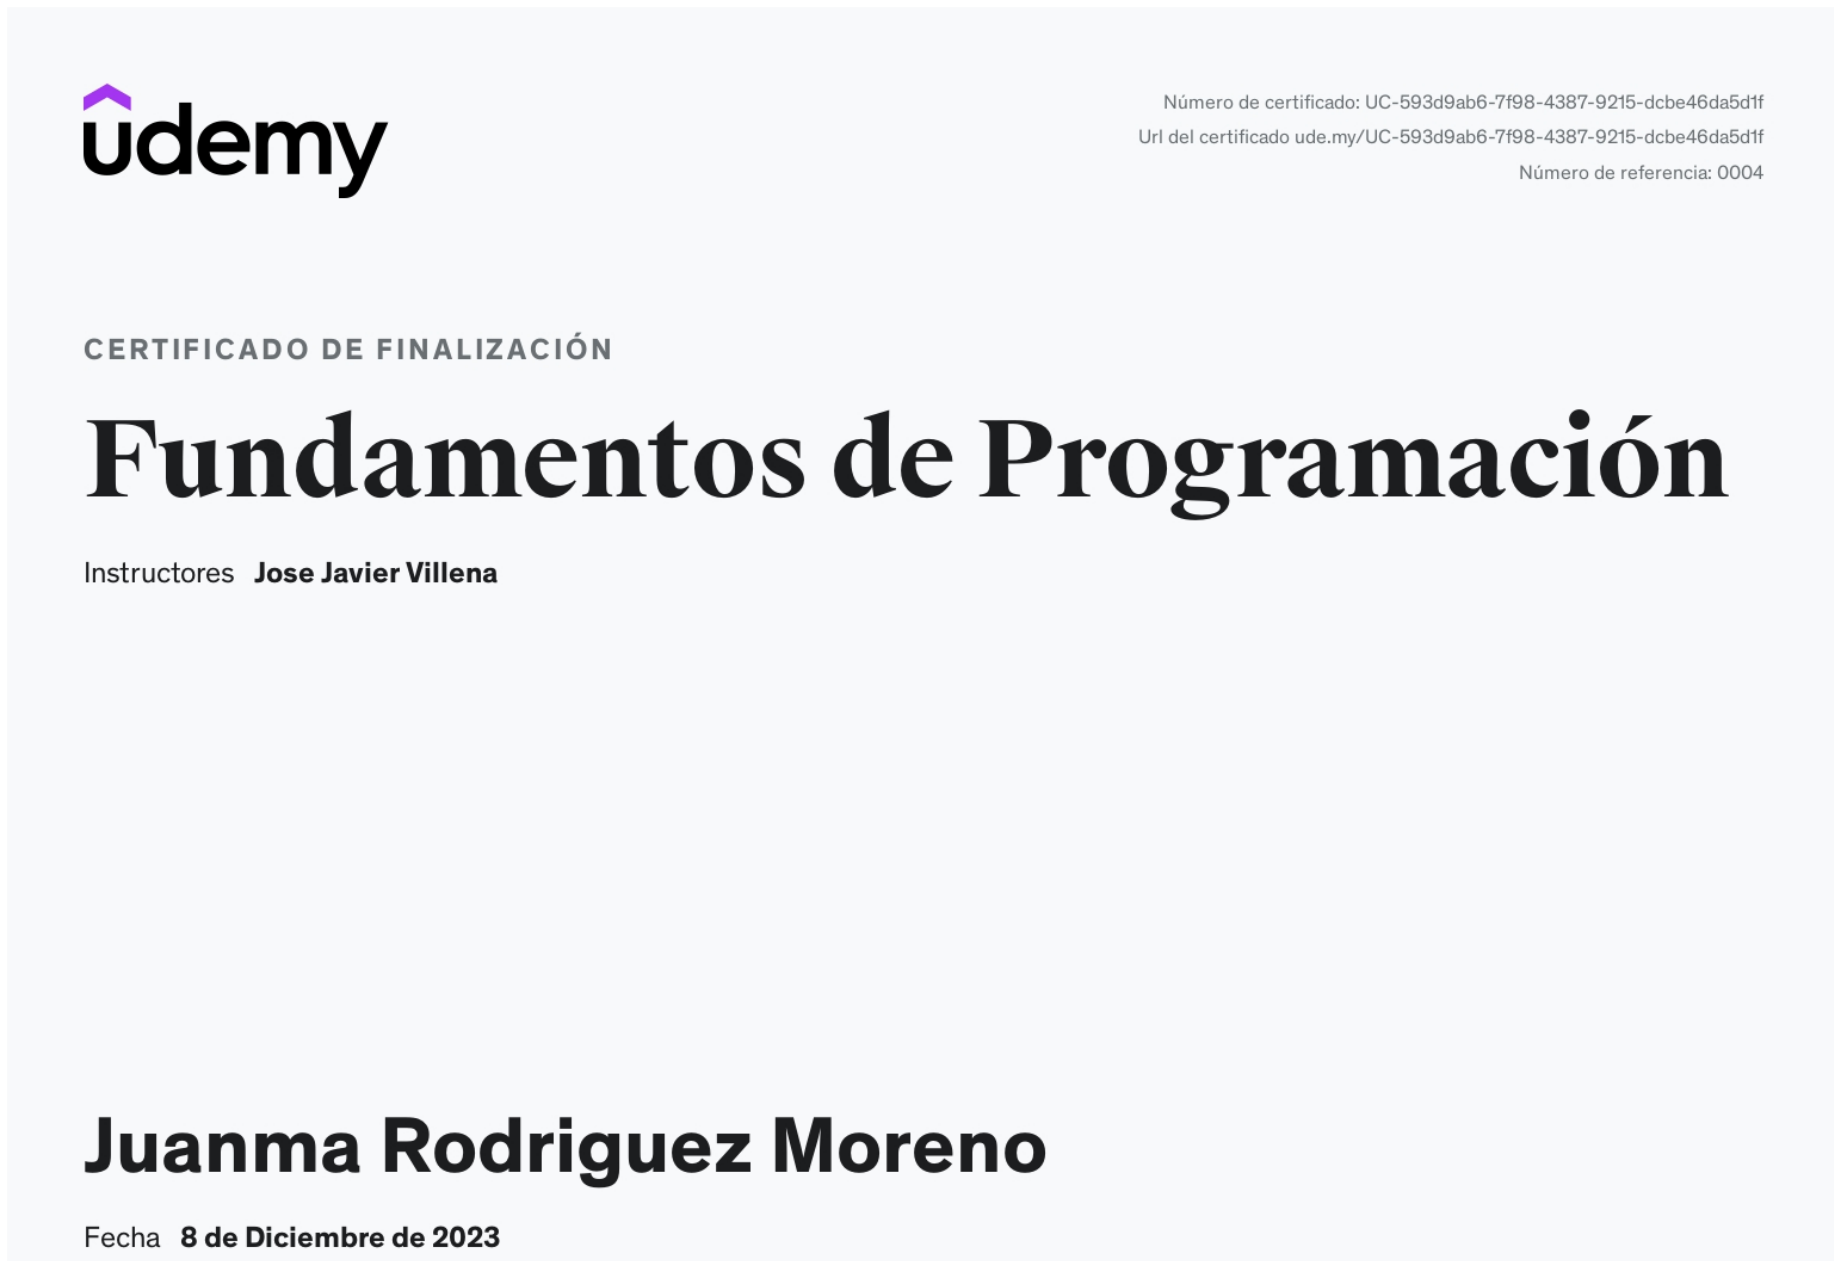 udemy
Número de certificado: UC-593d9ab6-7f98-4387-9215-dcbe46da5d1f
Url del certificado ude.my/UC-593d9ab6-7f98-4387-9215-dcbe46da5d1f
Número de referencia: 0004
CERTIFICADO DE FINALIZACIÓN
Fundamentos de Programación
Instructores Jose Javier Villena
Juanma Rodriguez Moreno
Fecha 8 de Diciembre de 2023